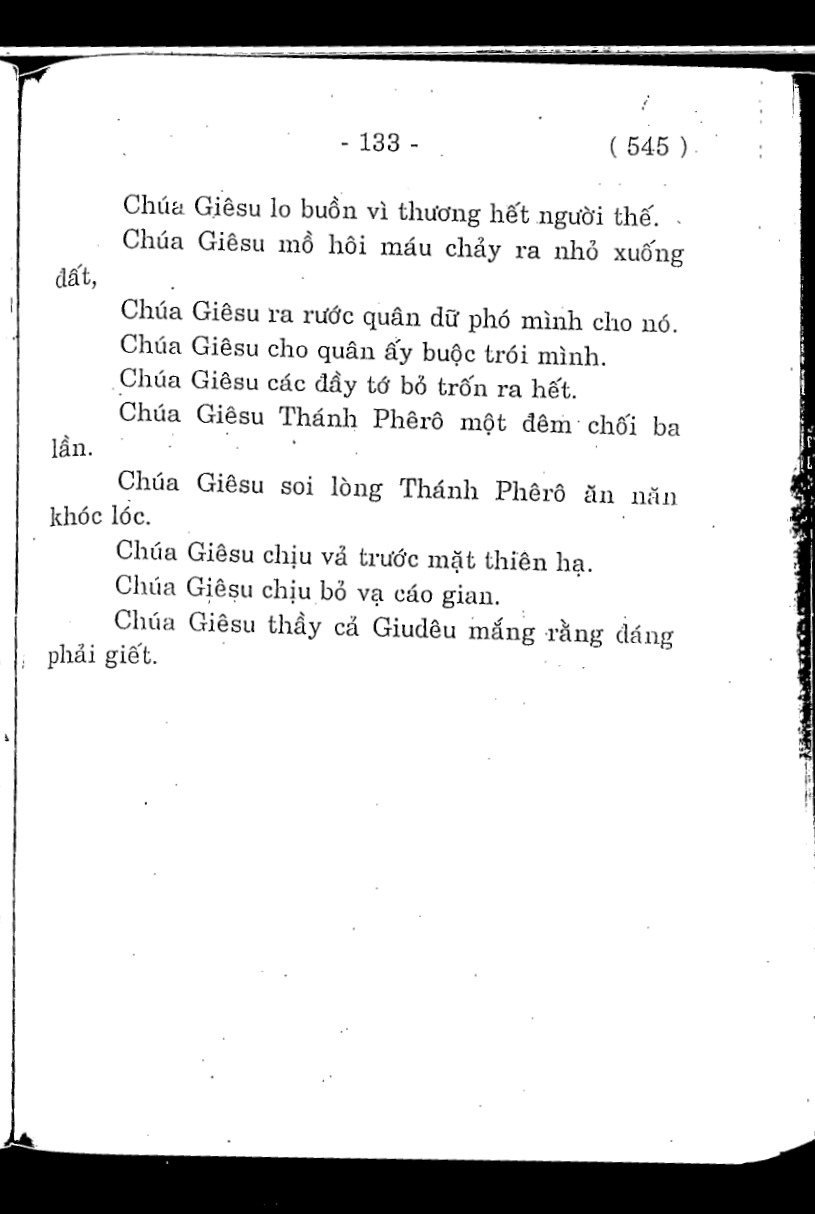 - 133 - ( 545 )
Chúa Giêsu lo buồn vì thương hết người thế.
Chúa Giêsu mồ hôi máu chảy ra nhỏ xuống
đất,
Chúa Giêsu ra rước quân dữ phó mình cho nó.
Chúa Giêsu cho quân ấy buộc trói mình.
Chúa Giêsu các đầy tớ bỏ trốn ra hết.
Chúa Giêsu Thánh Phêrô một đêm chối ba
lần.
Chúa Giêsu soi lòng Thánh Phêrô ăn năn
khóc lóc.
Chúa Giêsu chịu vả trước mặt thiên hạ.
Chúa Giêsu chịu bỏ vạ cáo gian.
Chúa Giêsu thầy cả Giudêu mắng rằng đáng
phải giết.